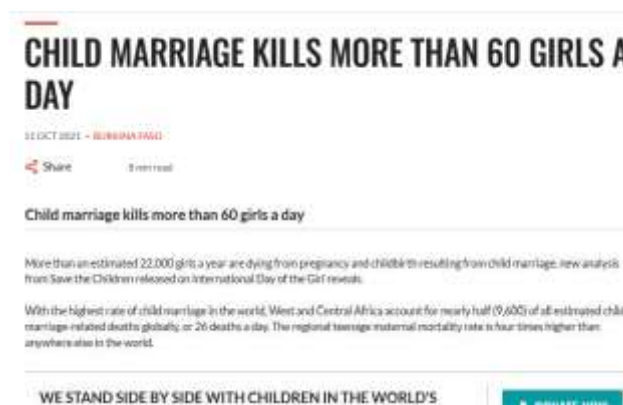 CHILD MARRIAGE KILLS MORE THAN 60 GIRLS A
DAY
11 OCT 2021 • BURKINA FASO
Share 8 min read
Child marriage kills more than 60 girls a day
More than an estimated 22,000 girls a year are dying from pregnancy and childbirth resulting from child marriage, new analysis
from Save the Children released on International Day of the Girl reveals.
With the highest rate of child marriage in the world, West and Central Africa account for nearly half (9,600) of all estimated child
marriage-related deaths globally, or 26 deaths a day. The regional teenage maternal mortality rate is four times higher than
anywhere else in the world.
WE STAND SIDE BY SIDE WITH CHILDREN IN THE WORLD'S
DONATE NOW